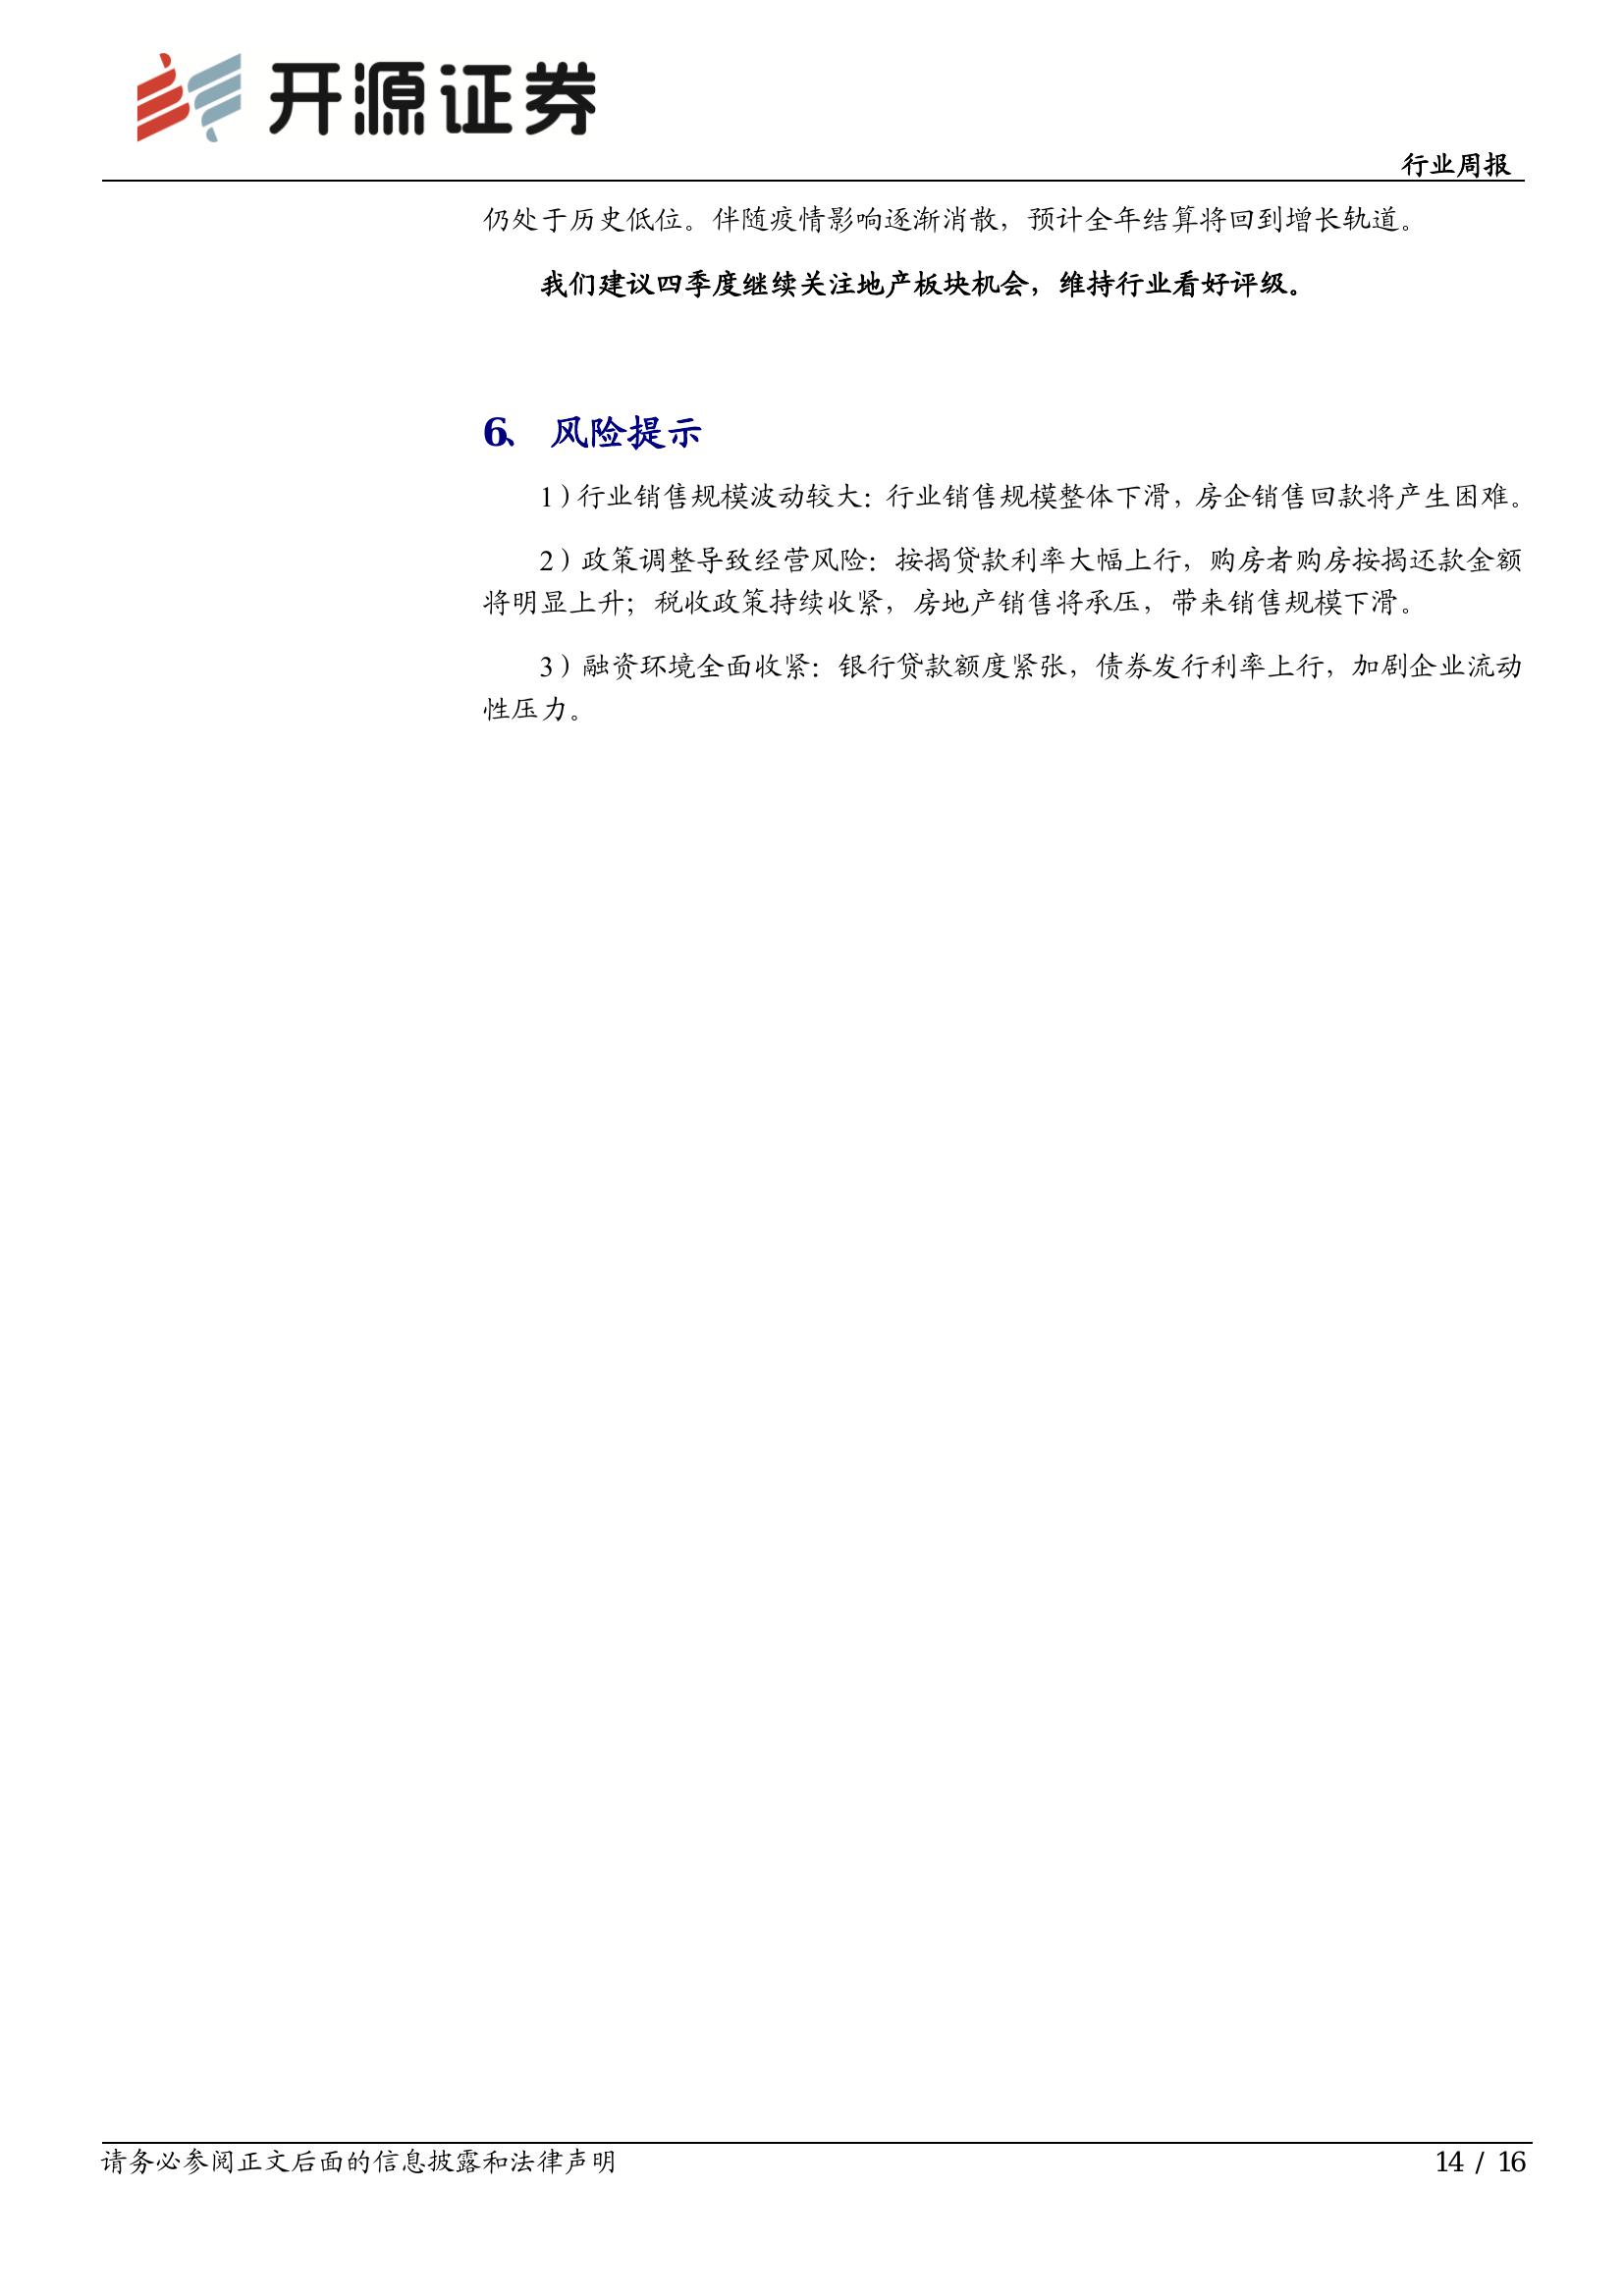 开源证券
行业周报
仍处于历史低位。伴随疫情影响逐渐消散，预计全年结算将回到增长轨道。
我们建议四季度继续关注地产板块机会，维持行业看好评级。
6、 风险提示
1）行业销售规模波动较大：行业销售规模整体下滑，房企销售回款将产生困难。
2）政策调整导致经营风险：按揭贷款利率大幅上行，购房者购房按揭还款金额
将明显上升；税收政策持续收紧，房地产销售将承压，带来销售规模下滑。
3）融资环境全面收紧：银行贷款额度紧张，债券发行利率上行，加剧企业流动
性压力。
请务必参阅正文后面的信息披露和法律声明
14 / 16